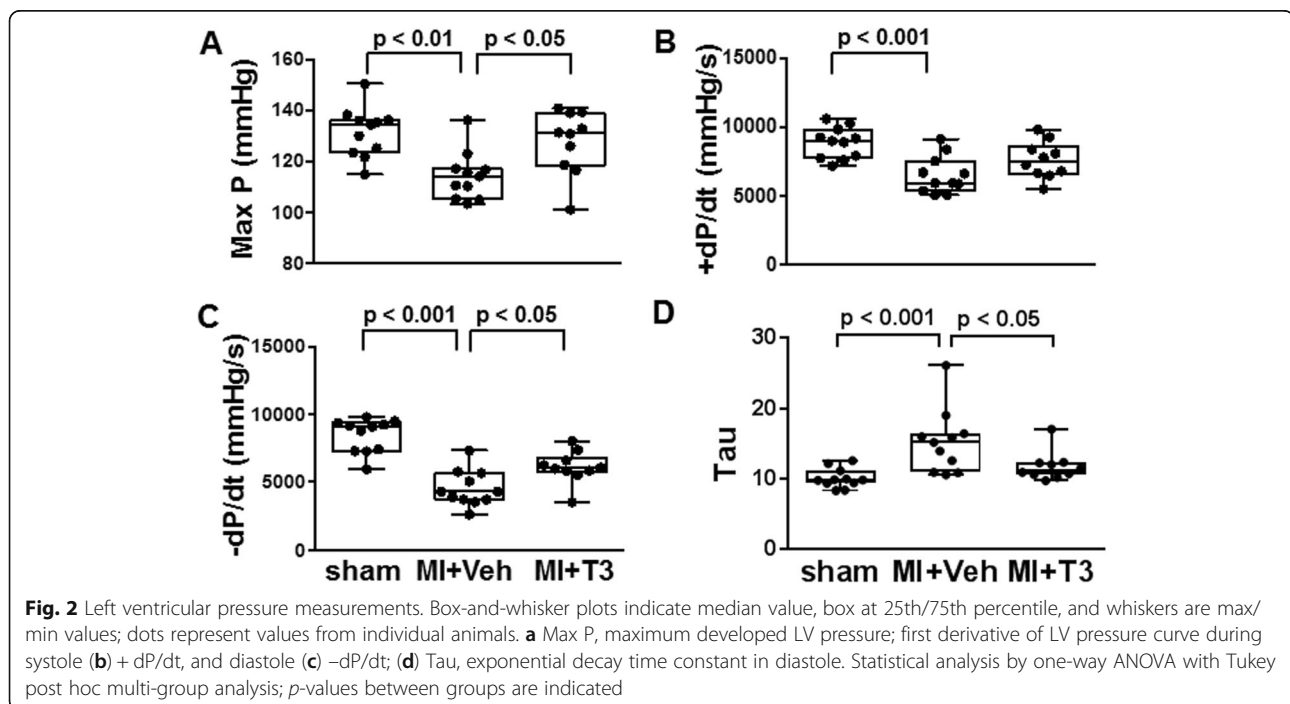 A
p < 0.01
p < 0.05
Max P (mmHg)
160
140
120
100
80
B
p < 0.001
+dP/dt (mmHg/s)
15000
10000
5000
0
C
p < 0.001
p < 0.05
-dP/dt (mmHg/s)
15000
10000
5000
0
sham MI+Veh MI+T3
D
p < 0.001
p < 0.05
Tau
30
20
10
0
sham MI+Veh MI+T3
Fig. 2 Left ventricular pressure measurements. Box-and-whisker plots indicate median value, box at 25th/75th percentile, and whiskers are max/
min values; dots represent values from individual animals. a Max P, maximum developed LV pressure; first derivative of LV pressure curve during
systole (b) + dP/dt, and diastole (c) −dP/dt; (d) Tau, exponential decay time constant in diastole. Statistical analysis by one-way ANOVA with Tukey
post hoc multi-group analysis; p-values between groups are indicated